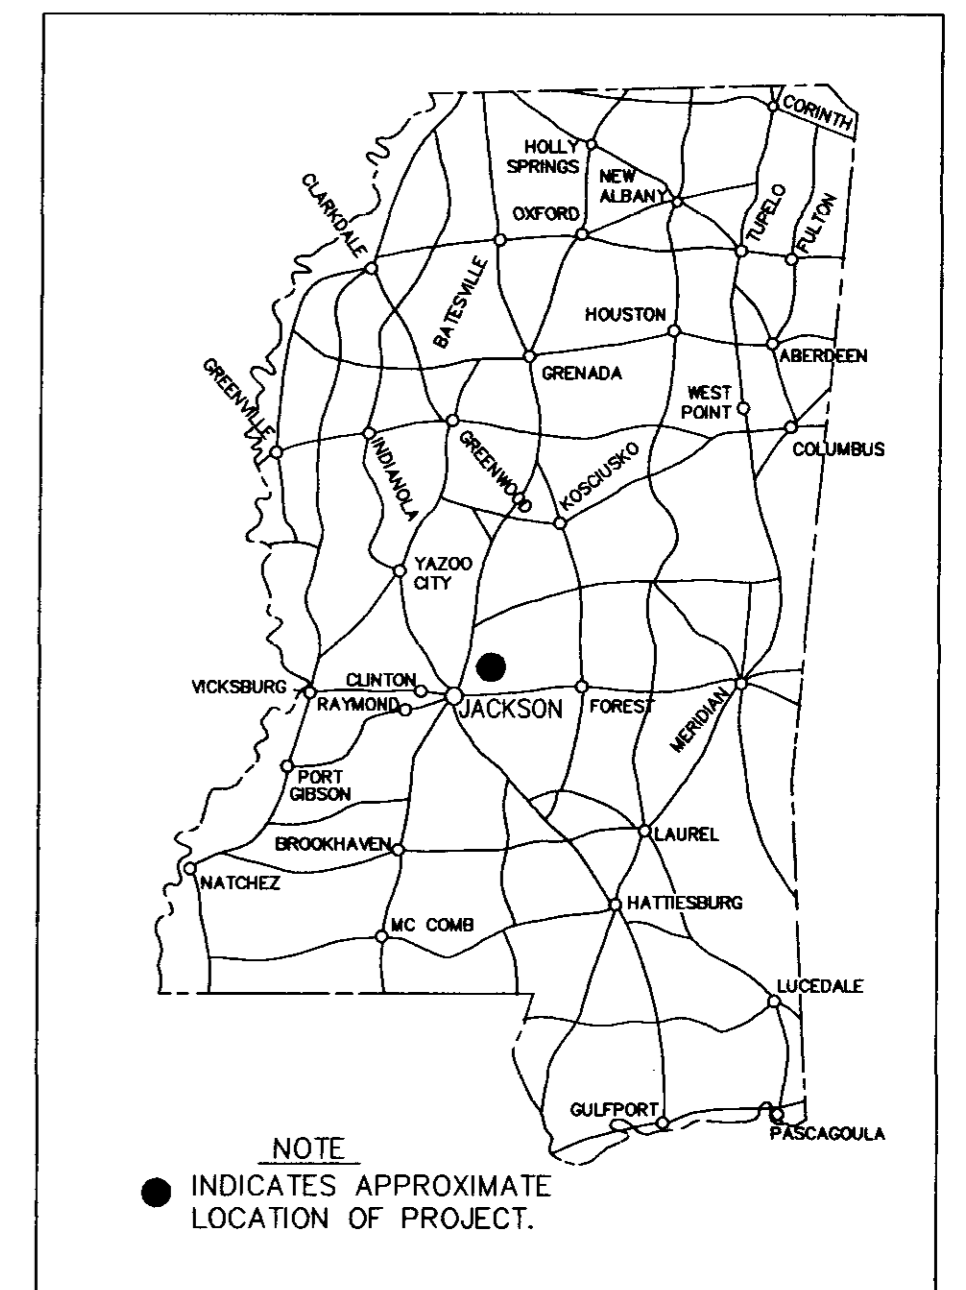 CORINTH
HOLLY
SPRINGS
NEW
ALBANY
CLARKDALE
OXFORD
TUPELO
FULTON
BATESVILLE
HOUSTON
ABERDEEN
GRENADA
GREENVILLE
WEST
POINT
COLUMBUS
INDIANOLA
GREENWOOD
KOSCIUSKO
YAZOO
CITY
VICKSBURG
CLINTON
RAYMOND
JACKSON
FOREST
MERIDIAN
PORT
GIBSON
BROOKHAVEN
LAUREL
NATCHEZ
HATTIESBURG
MC COMB
LUCEDALE
GULFPORT
PASCAGOULA
NOTE
INDICATES APPROXIMATE
LOCATION OF PROJECT.